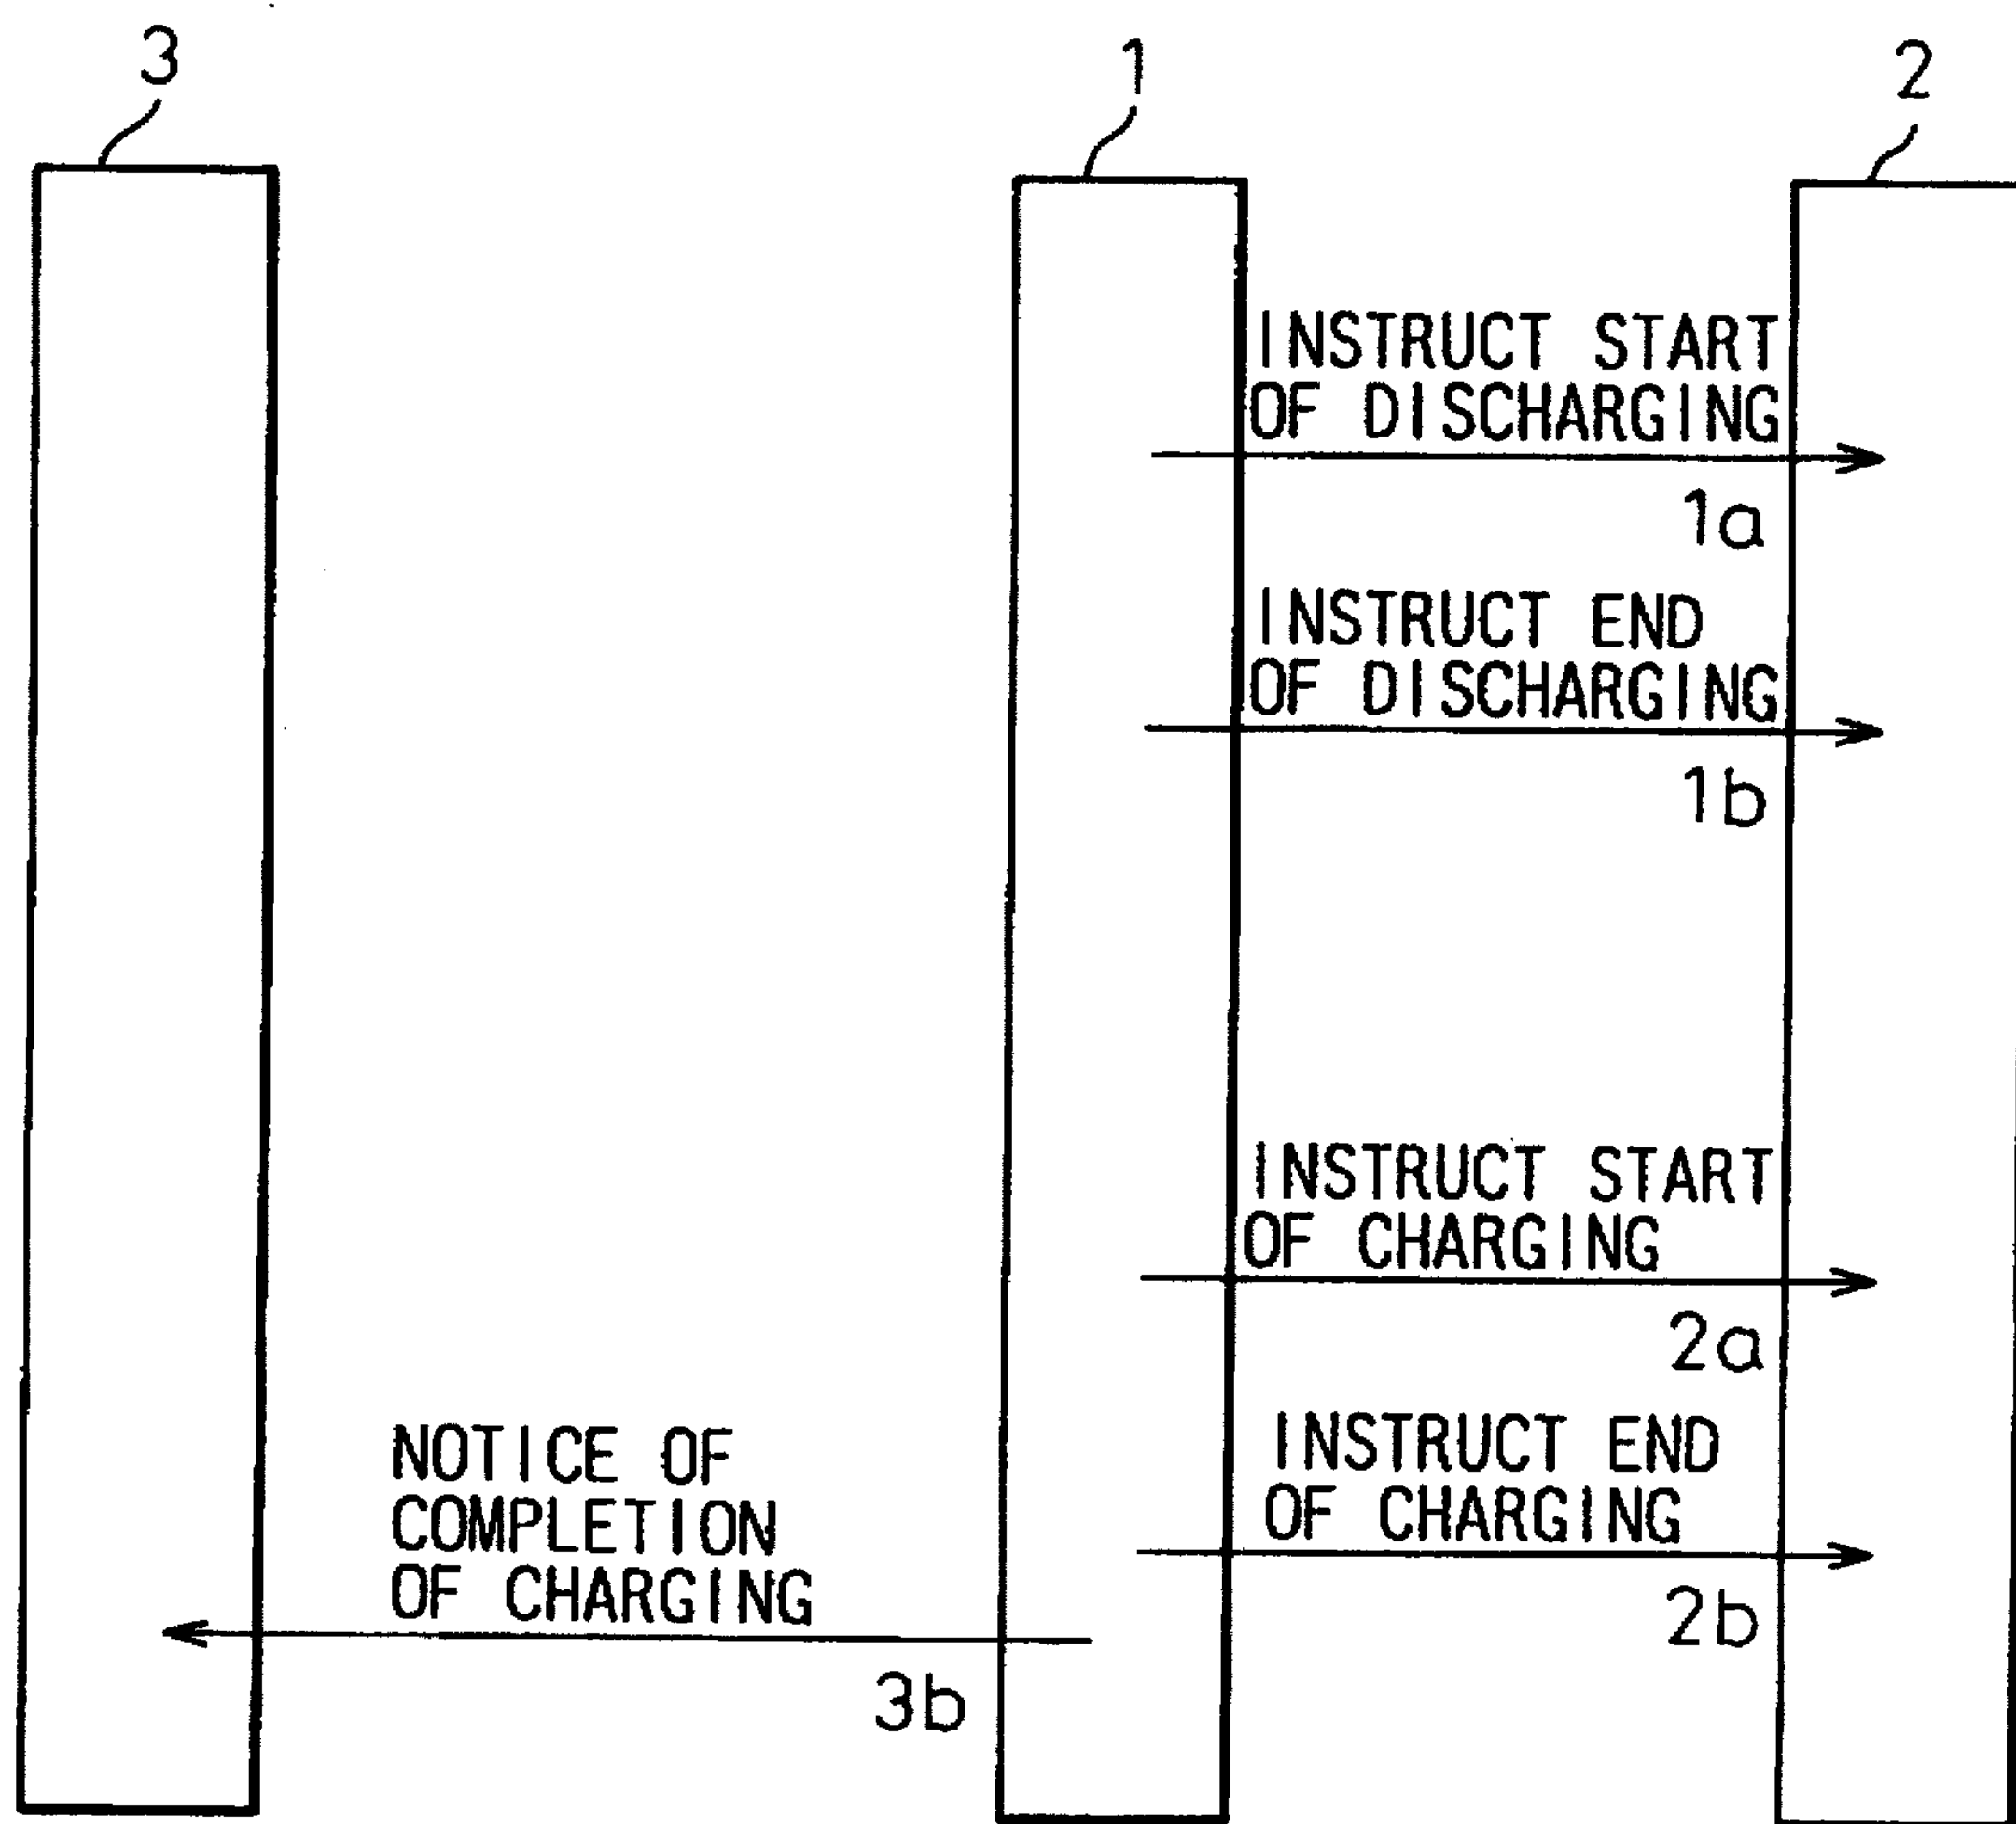 3
1
2
INSTRUCT START
OF DISCHARGING
1a
INSTRUCT END
OF DISCHARGING
1b
INSTRUCT START
OF CHARGING
2a
INSTRUCT END
OF CHARGING
2b
NOTICE OF
COMPLETION
OF CHARGING
3b